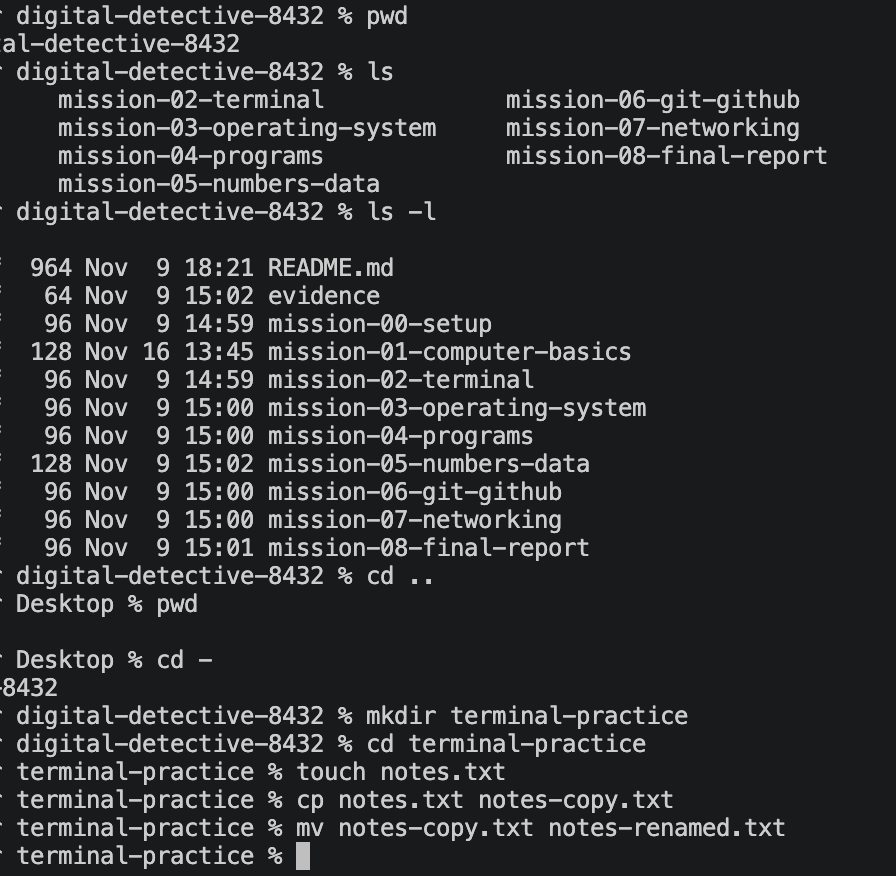 digital-detective-8432 % pwd
al-detective-8432
digital-detective-8432 % ls
mission-02-terminal mission-06-git-github
mission-03-operating-system mission-07-networking
mission-04-programs mission-08-final-report
mission-05-numbers-data
digital-detective-8432 % ls -l
964 Nov 9 18:21 README.md
64 Nov 9 15:02 evidence
96 Nov 9 14:59 mission-00-setup
128 Nov 16 13:45 mission-01-computer-basics
96 Nov 9 14:59 mission-02-terminal
96 Nov 9 15:00 mission-03-operating-system
96 Nov 9 15:00 mission-04-programs
128 Nov 9 15:02 mission-05-numbers-data
96 Nov 9 15:00 mission-06-git-github
96 Nov 9 15:00 mission-07-networking
96 Nov 9 15:01 mission-08-final-report
digital-detective-8432 % cd ..
Desktop % pwd
Desktop % cd -
-8432
digital-detective-8432 % mkdir terminal-practice
digital-detective-8432 % cd terminal-practice
terminal-practice % touch notes.txt
terminal-practice % cp notes.txt notes-copy.txt
terminal-practice % mv notes-copy.txt notes-renamed.txt
terminal-practice %